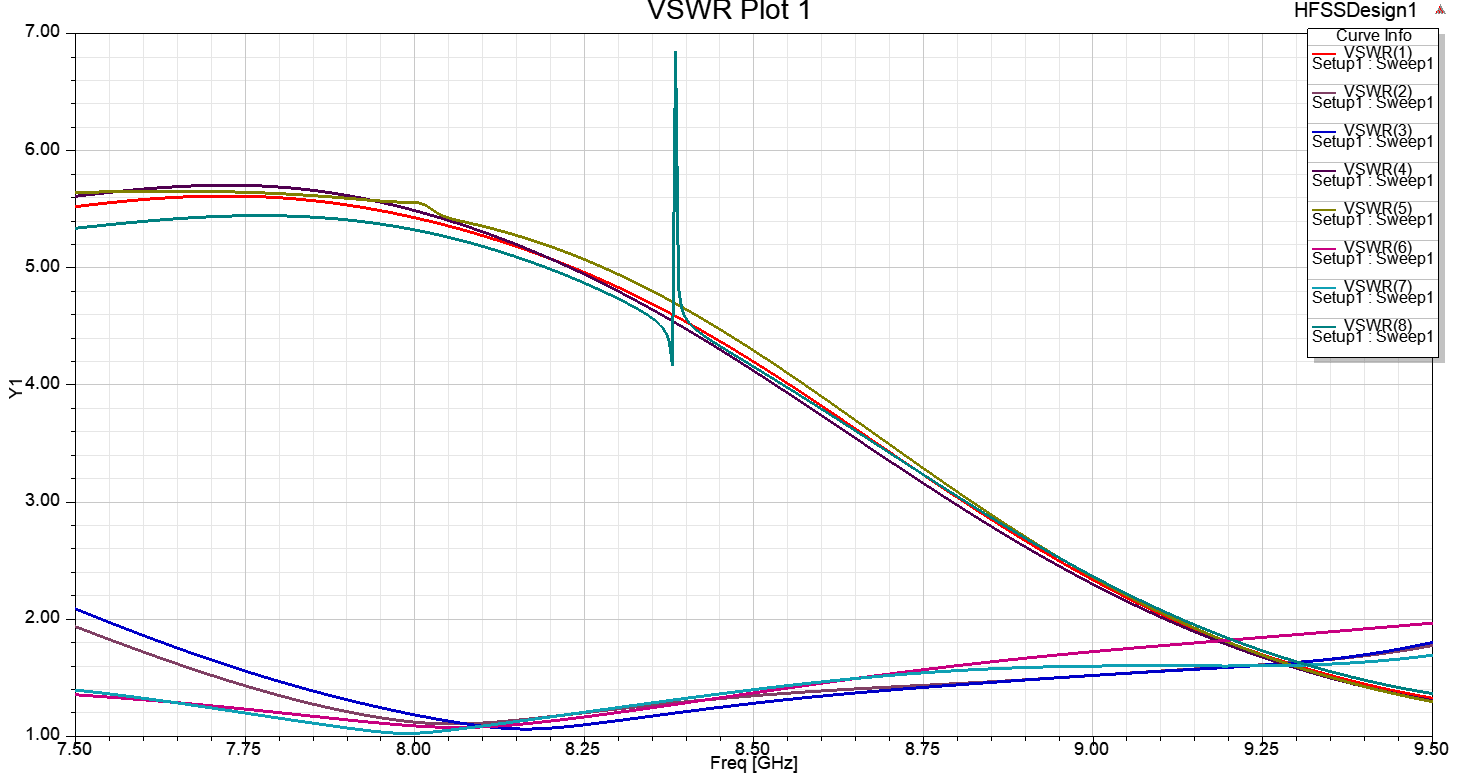 VSWR Plot 1
HFSSDesign1
Curve Info
VSWR(1)
Setup1 : Sweep1
VSWR(2)
Setup1 : Sweep1
VSWR(3)
Setup1 : Sweep1
VSWR(4)
Setup1 : Sweep1
VSWR(5)
Setup1 : Sweep1
VSWR(6)
Setup1 : Sweep1
VSWR(7)
Setup1 : Sweep1
VSWR(8)
Setup1 : Sweep1
7.00
6.00
5.00
4.00
3.00
2.00
1.00
Y1
7.50 7.75 8.00 8.25 8.50 8.75 9.00 9.25 9.50
Freq [GHz]